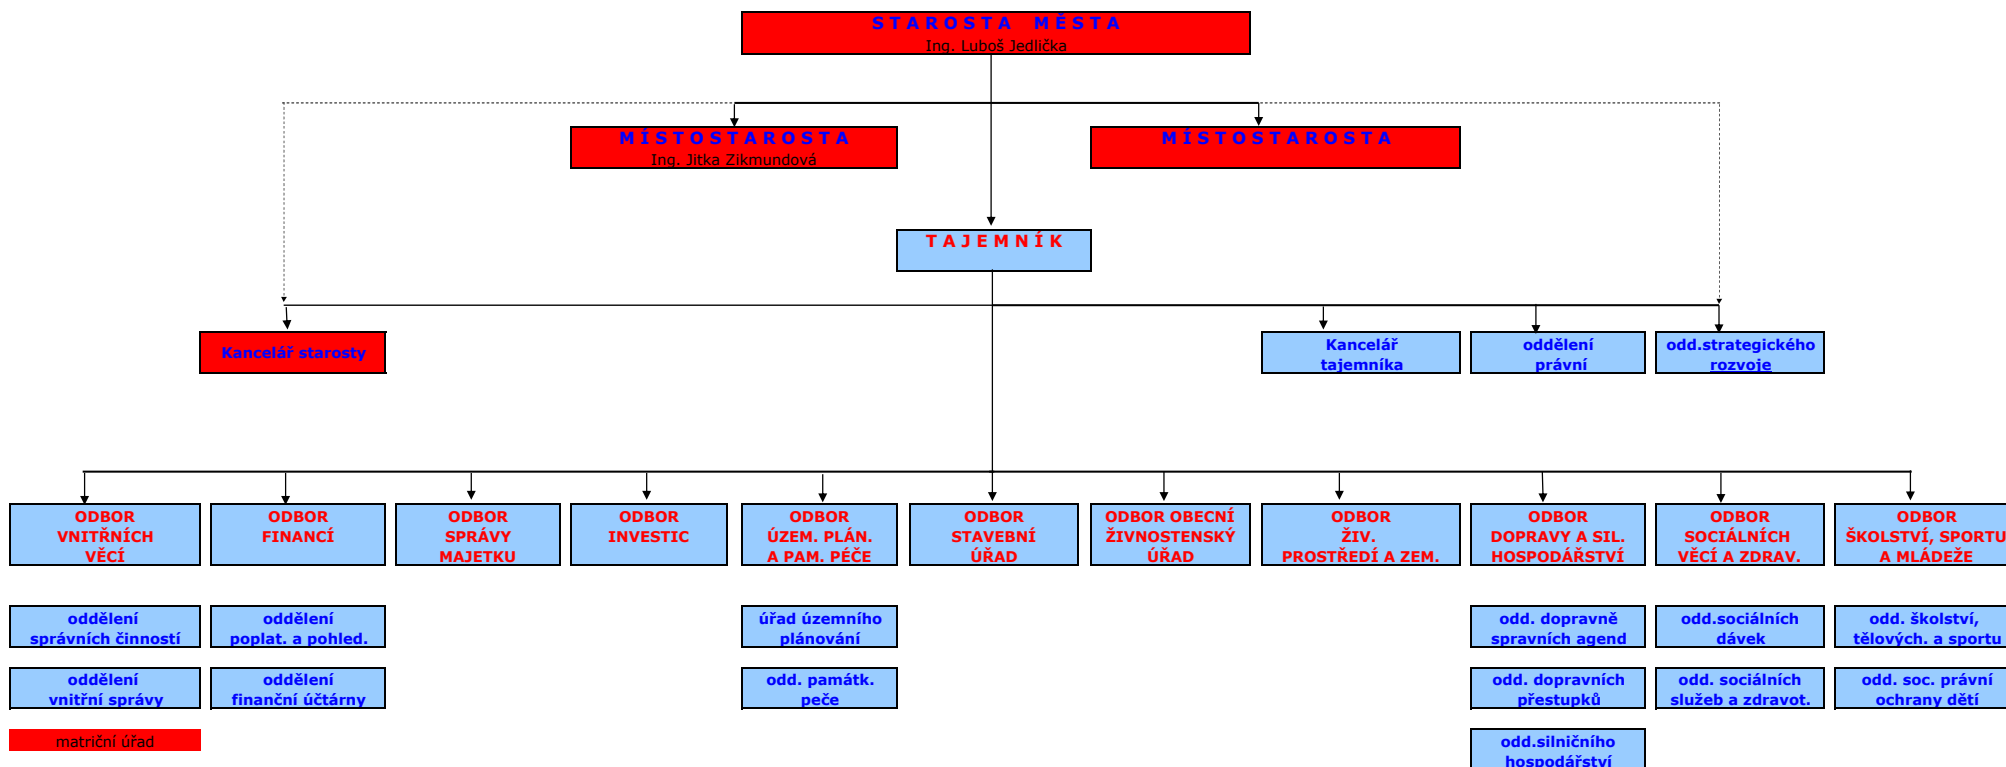 S T A R O S T A   M Ě S T A
Ing. Luboš Jedlička
M Í S T O S T A R O S T A
Ing. Jitka Zikmundová
M Í S T O S T A R O S T A
T A J E M N Í K
Kancelář starosty
Kancelář
tajemníka
oddělení
právní
odd.strategického
rozvoje
ODBOR
VNITŘNÍCH
VĚCÍ
ODBOR
FINANCÍ
ODBOR
SPRÁVY
MAJETKU
ODBOR
INVESTIC
ODBOR
ÚZEM. PLÁN.
A PAM. PÉČE
ODBOR
STAVEBNÍ
ÚŘAD
ODBOR OBECNÍ
ŽIVNOSTENSKÝ
ÚŘAD
ODBOR
ŽIV.
PROSTŘEDÍ A ZEM.
ODBOR
DOPRAVY A SIL.
HOSPODÁŘSTVÍ
ODBOR
SOCIÁLNÍCH
VĚCÍ A ZDRAV.
ODBOR
ŠKOLSTVÍ, SPORTU
A MLÁDEŽE
oddělení
správních činností
oddělení
poplat. a pohled.
úřad územního
plánování
odd. dopravně
spravních agend
odd.sociálních
dávek
odd. školství,
tělových. a sportu
oddělení
vnitřní správy
oddělení
finanční účtárny
odd. památk.
peče
odd. dopravních
přestupků
odd. sociálních
služeb a zdravot.
odd. soc. právní
ochrany dětí
matriční úřad
odd.silničního
hospodářství